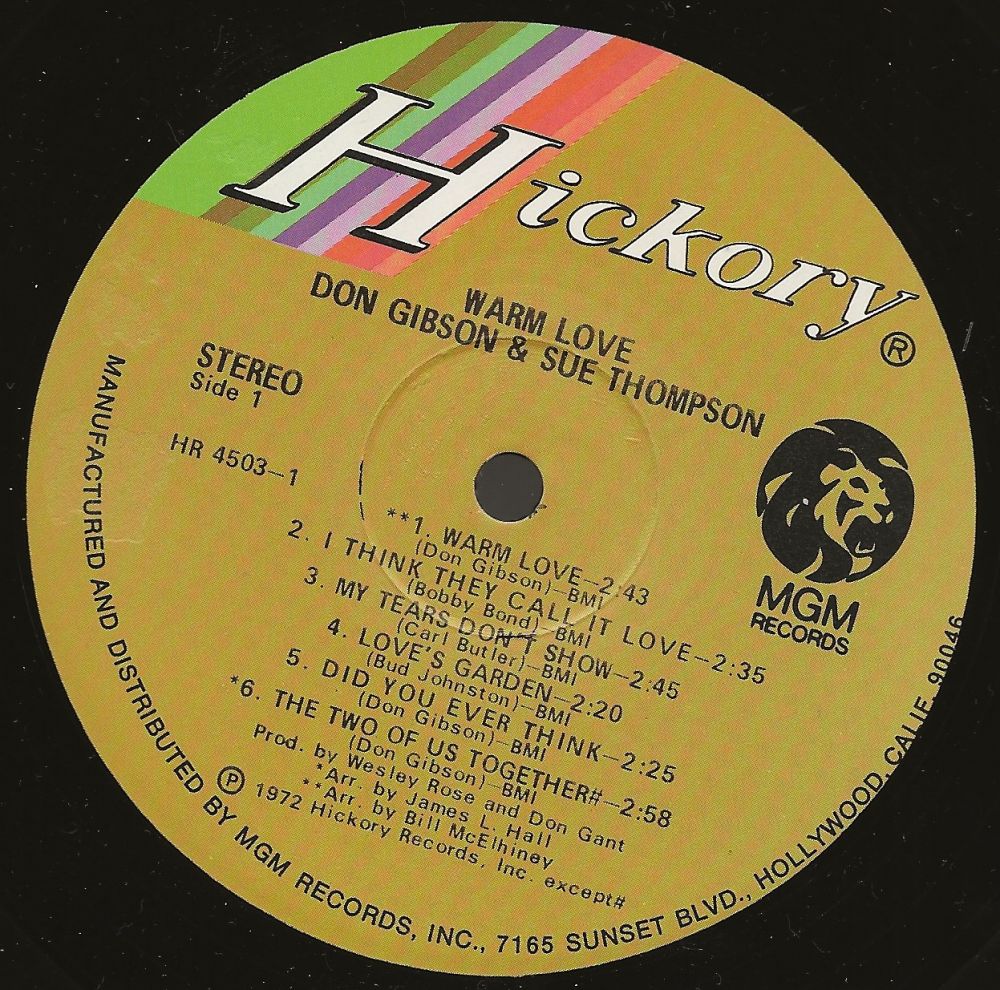 Hickory®
WARM LOVE
DON GIBSON & SUE THOMPSON
STEREO
Side 1
HR 4503—1
MGM
RECORDS
**1. WARM LOVE—2:43
(Don Gibson)—BMI
2. I THINK THEY CALL IT LOVE—2:35
(Bobby Bond)—BMI
3. MY TEARS DON'T SHOW—2:45
(Carl Butler)—BMI
4. LOVE'S GARDEN—2:20
(Bud Johnston)—BMI
5. DID YOU EVER THINK—2:25
(Don Gibson)—BMI
*6. THE TWO OF US TOGETHER#—2:58
(Don Gibson)—BMI
Prod. by Wesley Rose and Don Gant
*Arr. by James L. Hall
**Arr. by Bill McElhiney
℗ 1972 Hickory Records, Inc. except#
MANUFACTURED AND DISTRIBUTED BY MGM RECORDS, INC., 7165 SUNSET BLVD., HOLLYWOOD, CALIF. 90046